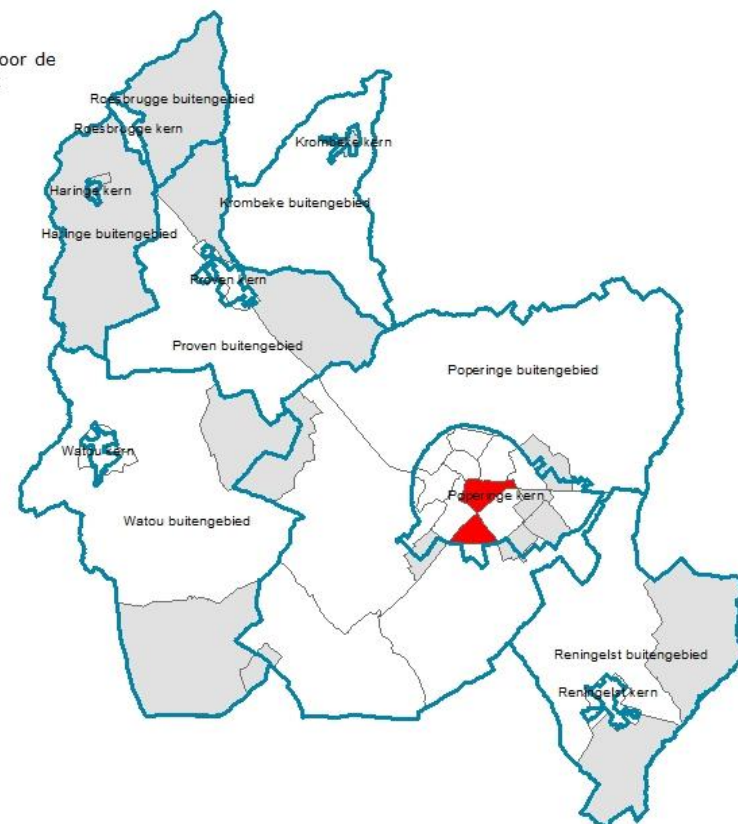 oor de
Roesbrugge buitengebied
Roesbrugge kern
Krombeke kern
Haringe kern
Krombeke buitengebied
Haringe buitengebied
Proven kern
Proven buitengebied
Poperinge buitengebied
Watou kern
Poperinge kern
Watou buitengebied
Reningelst buitengebied
Reningelst kern